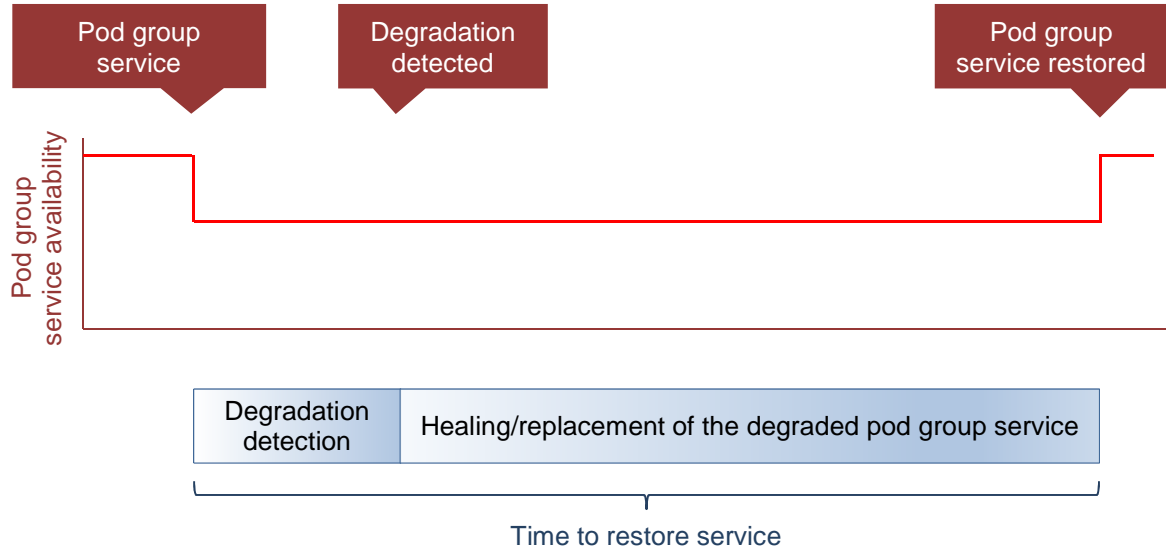 Pod group
service
Degradation
detected
Pod group
service restored
Pod group
service availability
Degradation
detection
Healing/replacement of the degraded pod group service
Time to restore service